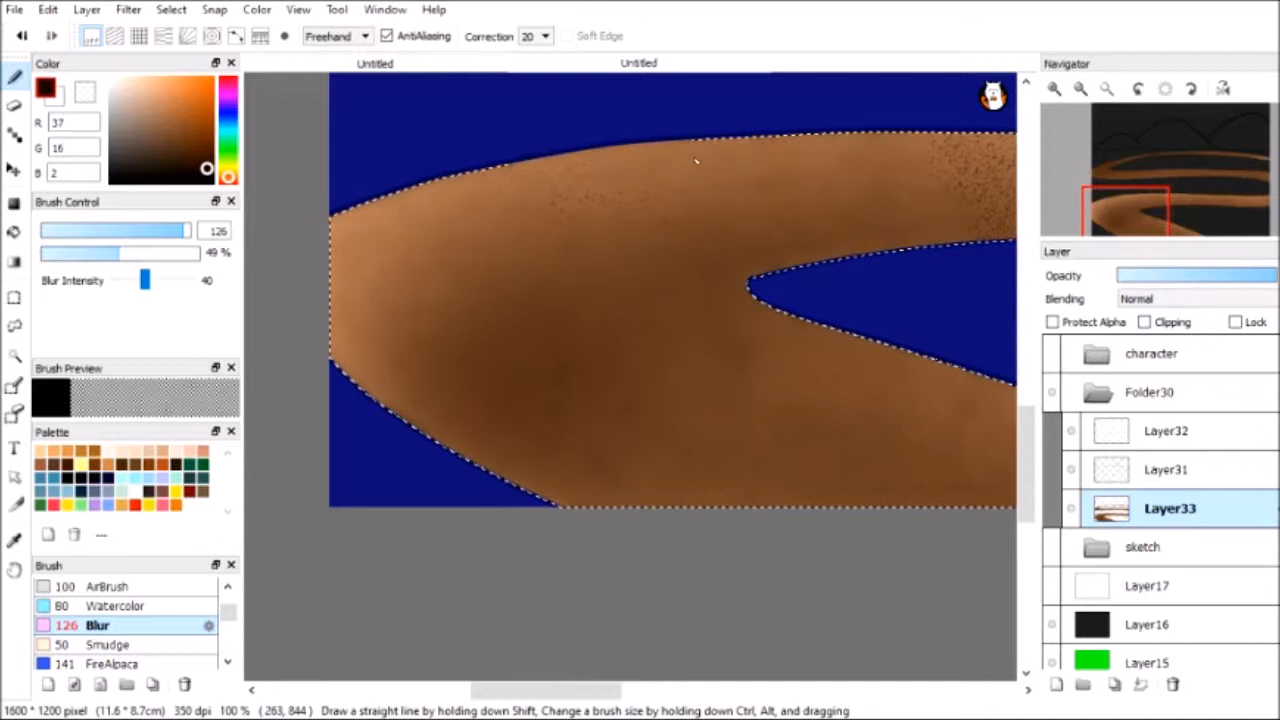 File Edit Layer Filter Select Snap Color View Tool Window Help
off Freehand AntiAliasing Correction 20 Soft Edge
Color
Untitled
Untitled
Navigator
R 37
G 16
B 2
Brush Control
126
49 %
Blur Intensity 40
Layer
Opacity
Blending Normal
Protect Alpha Clipping Lock
character
Folder30
Layer32
Layer31
Layer33
sketch
Layer17
Layer16
Layer15
Brush Preview
Palette
---
Brush
100 AirBrush
80 Watercolor
126 Blur
50 Smudge
141 FireAlpaca
1600 * 1200 pixel (11.6 * 8.7cm) 350 dpi 100 % ( 263, 844 ) Draw a straight line by holding down Shift, Change a brush size by holding down Ctrl, Alt, and dragging